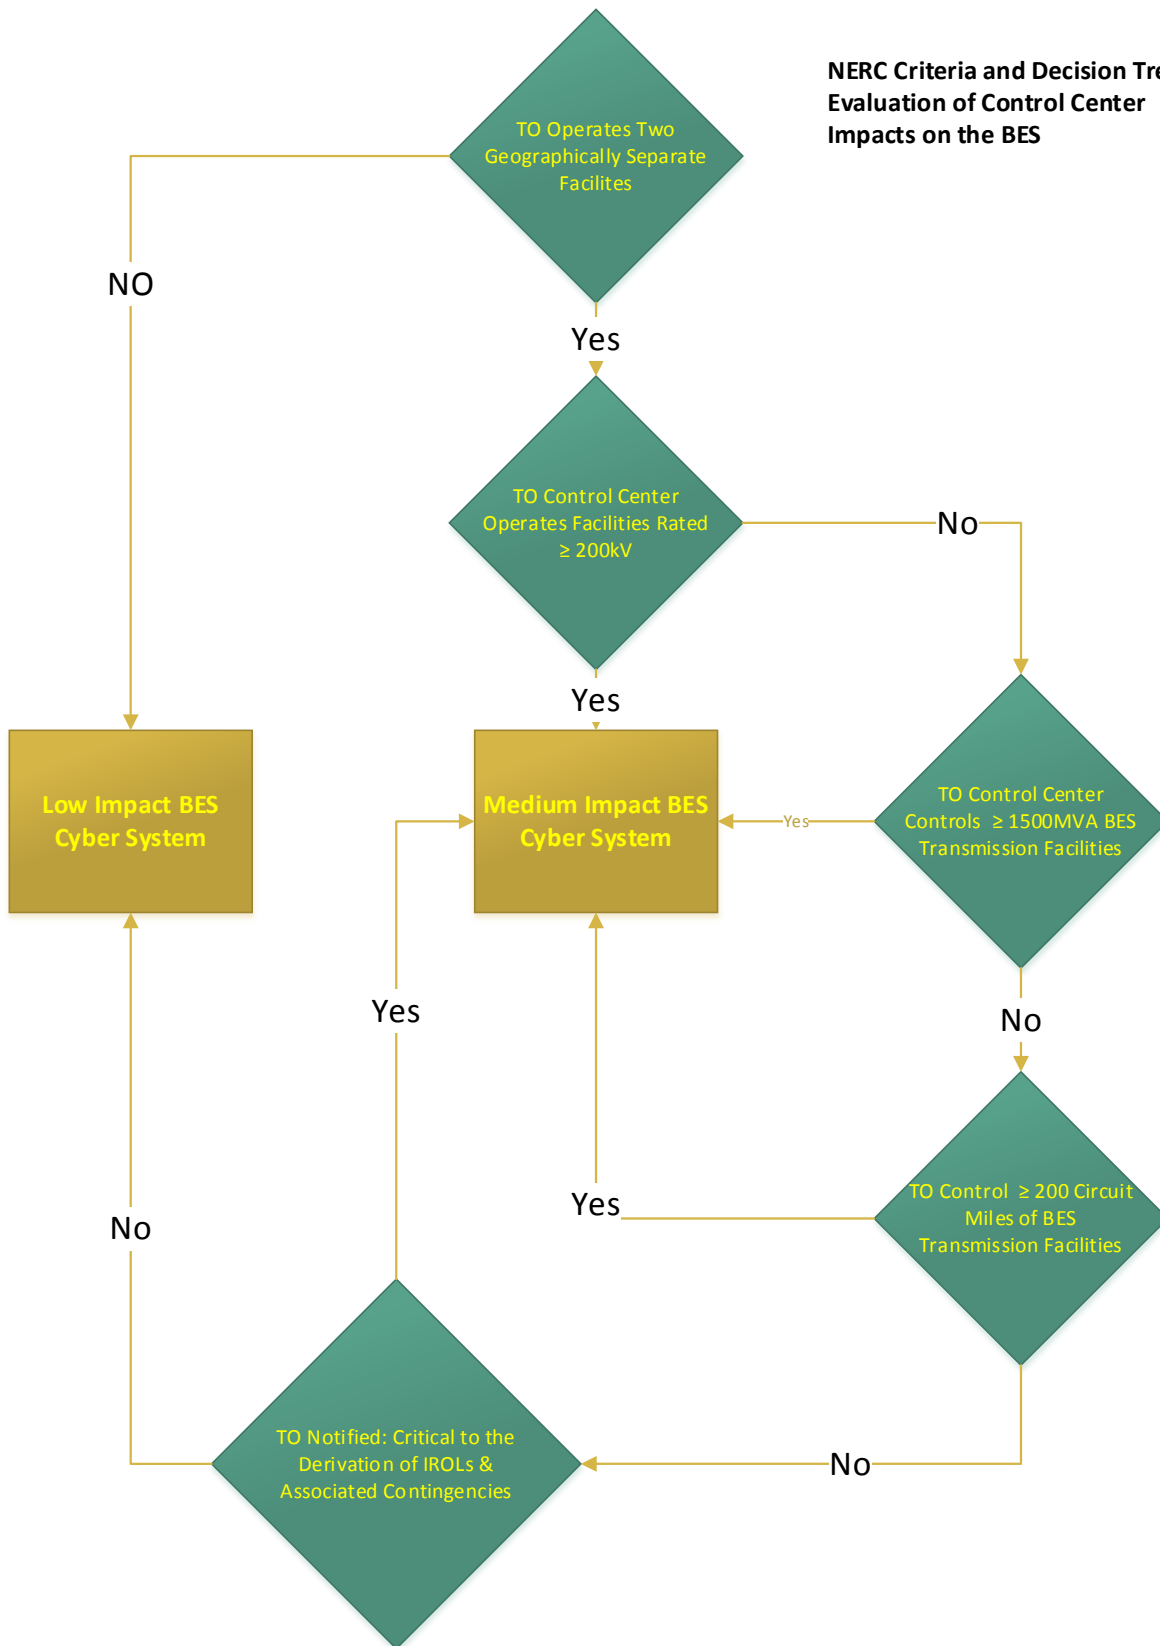 NERC Criteria and Decision Tre
Evaluation of Control Center
Impacts on the BES
TO Operates Two
Geographically Separate
Facilites
NO
Yes
TO Control Center
Operates Facilities Rated
≥ 200kV
No
Yes
Low Impact BES
Cyber System
Medium Impact BES
Cyber System
Yes
TO Control Center
Controls ≥ 1500MVA BES
Transmission Facilities
Yes
No
No
Yes
TO Control ≥ 200 Circuit
Miles of BES
Transmission Facilities
TO Notified: Critical to the
Derivation of IROLs &
Associated Contingencies
No